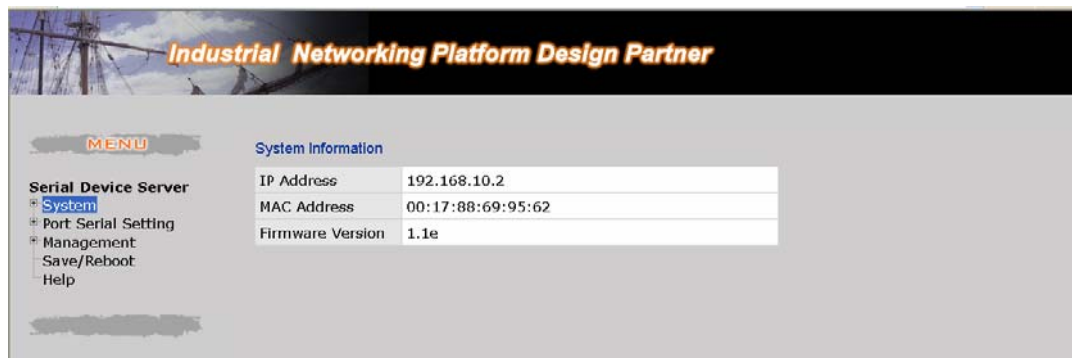 Industrial Networking Platform Design Partner
MENU
Serial Device Server
System
Port Serial Setting
Management
Save/Reboot
Help
System Information
IP Address 192.168.10.2
MAC Address 00:17:88:69:95:62
Firmware Version 1.1e